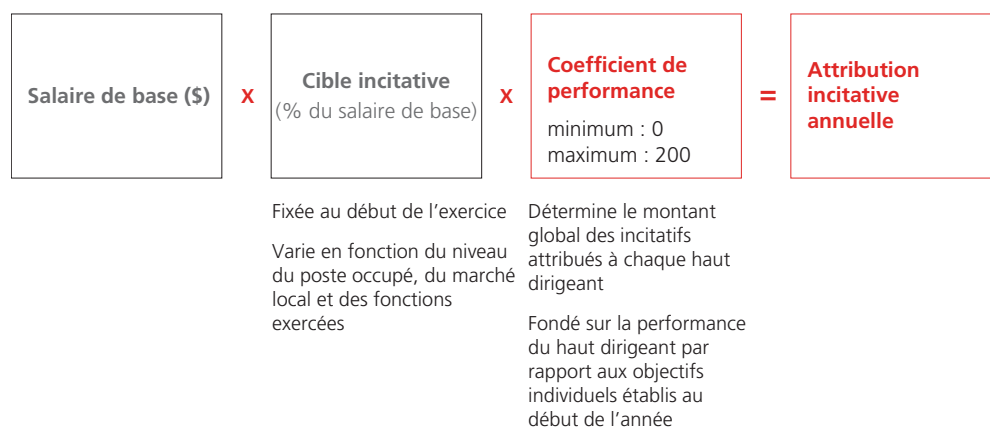 Salaire de base ($)
x
Cible incitative
(% du salaire de base)
x
Coefficient de
performance
minimum : 0
maximum : 200
=
Attribution
incitative
annuelle
Fixée au début de l’exercice
Varie en fonction du niveau
du poste occupé, du marché
local et des fonctions
exercées
Détermine le montant
global des incitatifs
attribués à chaque haut
dirigeant
Fondé sur la performance
du haut dirigeant par
rapport aux objectifs
individuels établis au
début de l’année